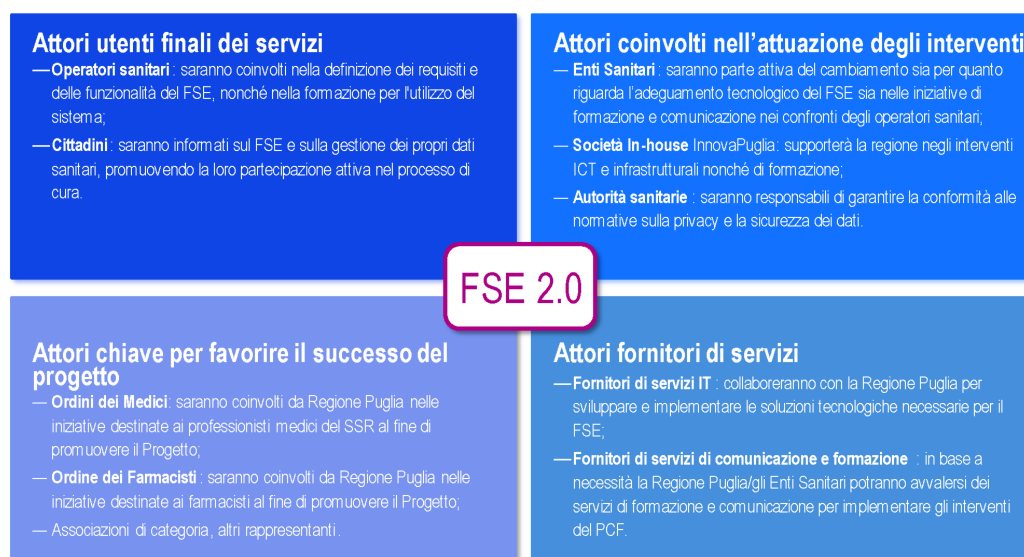 Attori utenti finali dei servizi
—Operatori sanitari: saranno coinvolti nella definizione dei requisiti e
delle funzionalità del FSE, nonché nella formazione per l'utilizzo del
sistema;
—Cittadini: saranno informati sul FSE e sulla gestione dei propri dati
sanitari, promuovendo la loro partecipazione attiva nel processo di
cura.
Attori coinvolti nell'attuazione degli interventi
— Enti Sanitari: saranno parte attiva del cambiamento sia per quanto
riguarda l'adeguamento tecnologico del FSE sia nelle iniziative di
formazione e comunicazione nei confronti degli operatori sanitari;
— Società In-house InnovaPuglia: supporterà la regione negli interventi
ICT e infrastrutturali nonché di formazione;
— Autorità sanitarie : saranno responsabili di garantire la conformità alle
normative sulla privacy e la sicurezza dei dati.
FSE 2.0
Attori chiave per favorire il successo del
progetto
— Ordini dei Medici: saranno coinvolti da Regione Puglia nelle
iniziative destinate ai professionisti medici del SSR al fine di
promuovere il Progetto;
— Ordine dei Farmacisti : saranno coinvolti da Regione Puglia nelle
iniziative destinate ai farmacisti al fine di promuovere il Progetto;
— Associazioni di categoria, altri rappresentanti.
Attori fornitori di servizi
—Fornitori di servizi IT : collaboreranno con la Regione Puglia per
sviluppare e implementare le soluzioni tecnologiche necessarie per il
FSE;
—Fornitori di servizi di comunicazione e formazione : in base a
necessità la Regione Puglia/gli Enti Sanitari potranno avvalersi dei
servizi di formazione e comunicazione per implementare gli interventi
del PCF.